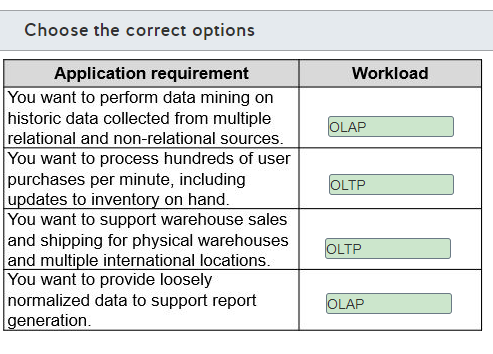 Choose the correct options
Application requirement Workload
You want to perform data mining on
historic data collected from multiple
relational and non-relational sources.
OLAP
You want to process hundreds of user
purchases per minute, including
updates to inventory on hand.
OLTP
You want to support warehouse sales
and shipping for physical warehouses
and multiple international locations.
OLTP
You want to provide loosely
normalized data to support report
generation.
OLAP